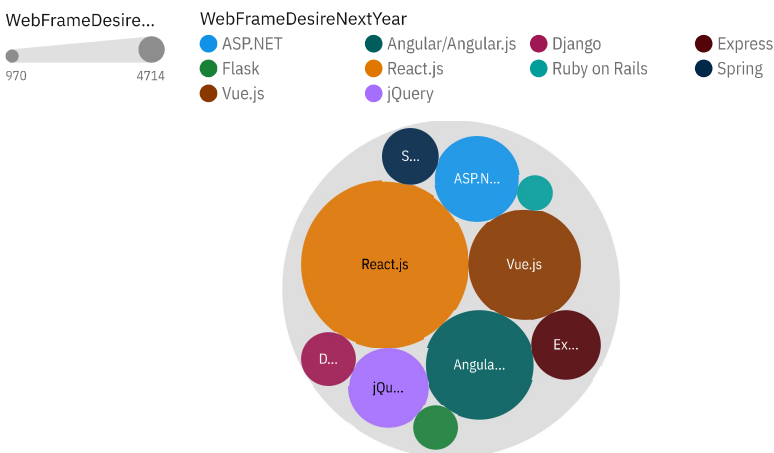 WebFrameDesire...
970 4714
WebFrameDesireNextYear
ASP.NET Angular/Angular.js Django Express
Flask React.js Ruby on Rails Spring
Vue.js jQuery
S...
ASP.N...
React.js
Vue.js
Ex...
D...
Angula...
jQu...